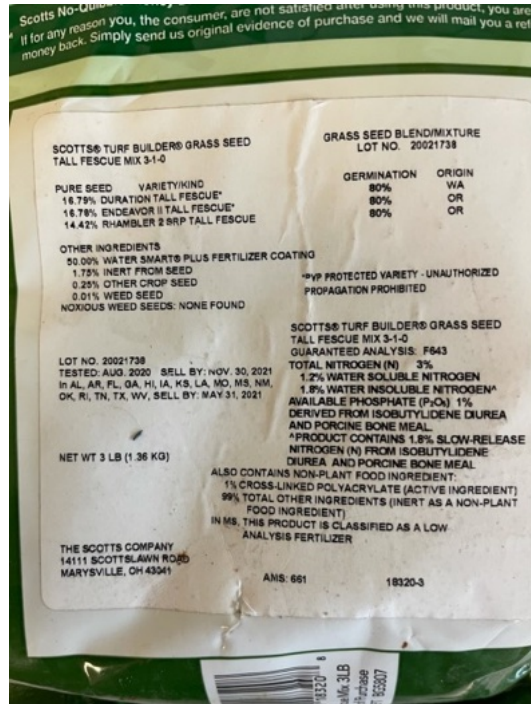 Scotts No-Quibble
If for any reason you, the consumer, are not satisfied after using this product, you are
money back. Simply send us original evidence of purchase and we will mail you a ref
SCOTTS® TURF BUILDER® GRASS SEED
TALL FESCUE MIX 3-1-0
GRASS SEED BLEND/MIXTURE
LOT NO. 20021738
PURE SEED VARIETY/KIND GERMINATION ORIGIN
16.79% DURATION TALL FESCUE* 80% WA
16.78% ENDEAVOR II TALL FESCUE* 80% OR
14.42% RHAMBLER 2 SRP TALL FESCUE 80% OR
OTHER INGREDIENTS
50.00% WATER SMART® PLUS FERTILIZER COATING
1.75% INERT FROM SEED
0.25% OTHER CROP SEED
0.01% WEED SEED
NOXIOUS WEED SEEDS: NONE FOUND
*PVP PROTECTED VARIETY - UNAUTHORIZED
PROPAGATION PROHIBITED
LOT NO. 20021738
TESTED: AUG. 2020 SELL BY: NOV. 30, 2021
In AL, AR, FL, GA, HI, IA, KS, LA, MO, MS, NM,
OK, RI, TN, TX, WV, SELL BY: MAY 31, 2021
NET WT 3 LB (1.36 KG)
SCOTTS® TURF BUILDER® GRASS SEED
TALL FESCUE MIX 3-1-0
GUARANTEED ANALYSIS: F643
TOTAL NITROGEN (N) 3%
1.2% WATER SOLUBLE NITROGEN
1.8% WATER INSOLUBLE NITROGEN^
AVAILABLE PHOSPHATE (P₂O₅) 1%
DERIVED FROM ISOBUTYLIDENE DIUREA
AND PORCINE BONE MEAL.
^PRODUCT CONTAINS 1.8% SLOW-RELEASE
NITROGEN (N) FROM ISOBUTYLIDENE
DIUREA AND PORCINE BONE MEAL
ALSO CONTAINS NON-PLANT FOOD INGREDIENT:
1% CROSS-LINKED POLYACRYLATE (ACTIVE INGREDIENT)
99% TOTAL OTHER INGREDIENTS (INERT AS A NON-PLANT
FOOD INGREDIENT)
IN MS, THIS PRODUCT IS CLASSIFIED AS A LOW
ANALYSIS FERTILIZER
THE SCOTTS COMPANY
14111 SCOTTSLAWN ROAD
MARYSVILLE, OH 43041
AMS: 661 18320-3
18320 8
Mix 3LB
Purchase